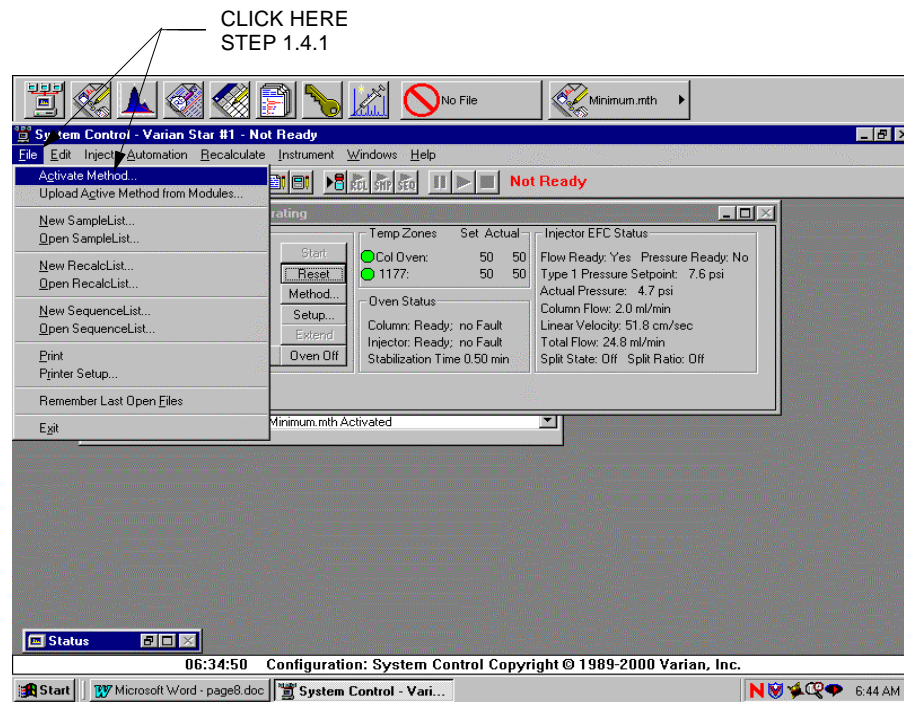 CLICK HERE
STEP 1.4.1
No File
Minimum.mth
System Control - Varian Star #1 - Not Ready
File Edit Inject Automation Recalculate Instrument Windows Help
Activate Method...
Upload Active Method from Modules...
New SampleList...
Open SampleList...
New RecalcList...
Open RecalcList...
New SequenceList...
Open SequenceList...
Print
Printer Setup...
Remember Last Open Files
Exit
RCL SMP SEQ Not Ready
rating
Start
Reset
Method...
Setup...
Extend
Oven Off
Temp Zones Set Actual
Col Oven: 50 50
1177: 50 50
Oven Status
Column: Ready; no Fault
Injector: Ready; no Fault
Stabilization Time 0.50 min
Injector EFC Status
Flow Ready: Yes Pressure Ready: No
Type 1 Pressure Setpoint: 7.6 psi
Actual Pressure: 4.7 psi
Column Flow: 2.0 ml/min
Linear Velocity: 51.8 cm/sec
Total Flow: 24.8 ml/min
Split State: Off Split Ratio: Off
Minimum.mth Activated
Status
06:34:50 Configuration: System Control Copyright © 1989-2000 Varian, Inc.
Start Microsoft Word - page8.doc System Control - Vari... N 6:44 AM